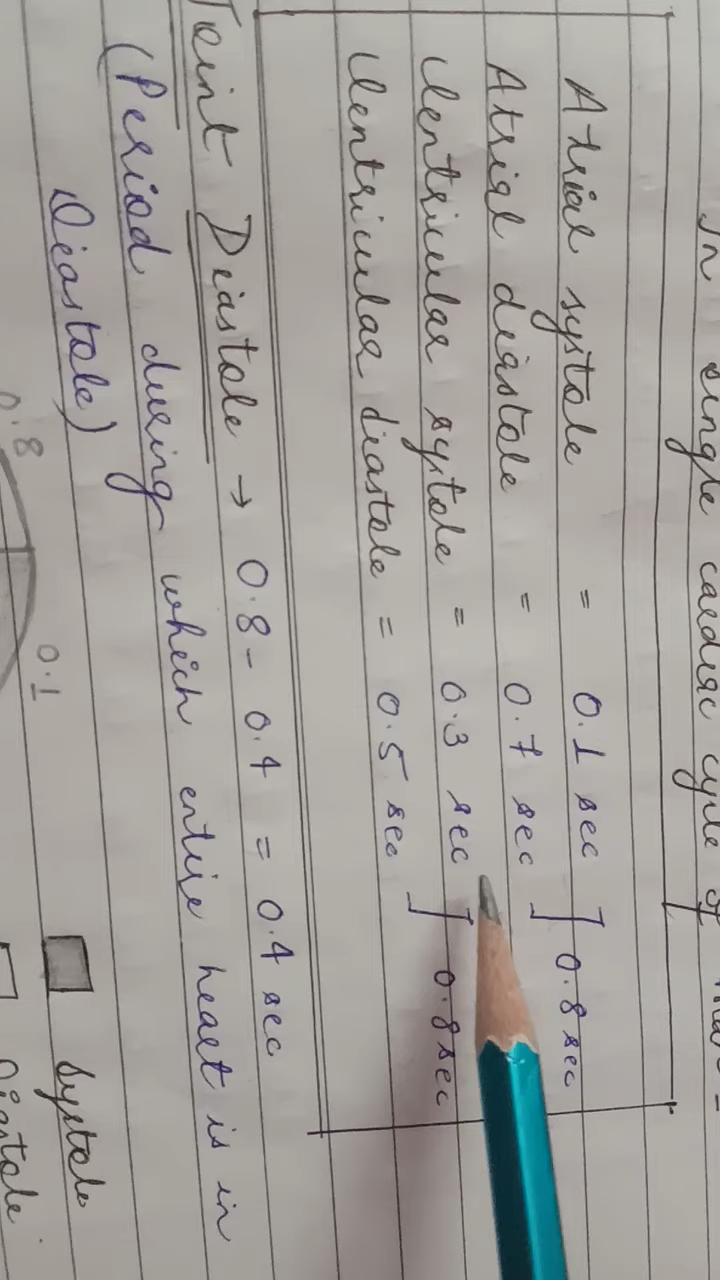 In single cardiac cycle of
Atrial systole = 0.1 sec
Atrial diastole = 0.7 sec
0.8 sec
Ventricular systole = 0.3 sec
Ventricular diastole = 0.5 sec
0.8 sec
Joint Diastole → 0.8 - 0.4 = 0.4 sec
(Period during which entire heart is in
Diastole)
0.8
0.1
Systole
Diastole